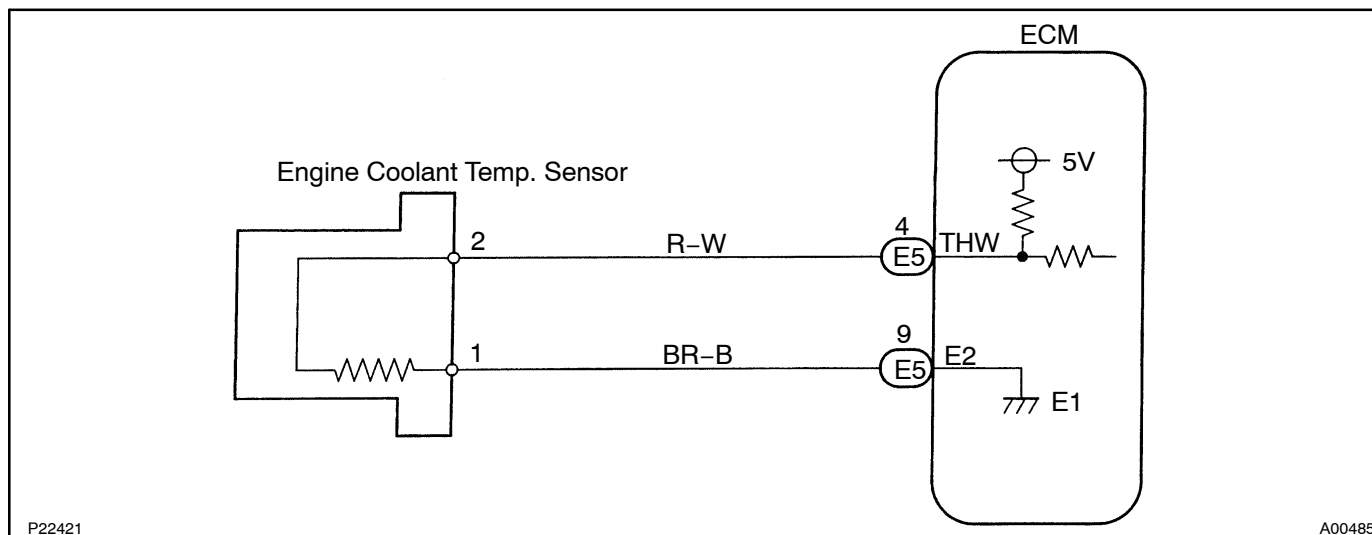 ECM
5V
Engine Coolant Temp. Sensor
2
R-W
4
E5
THW
1
BR-B
9
E5
E2
E1
P22421
A00485